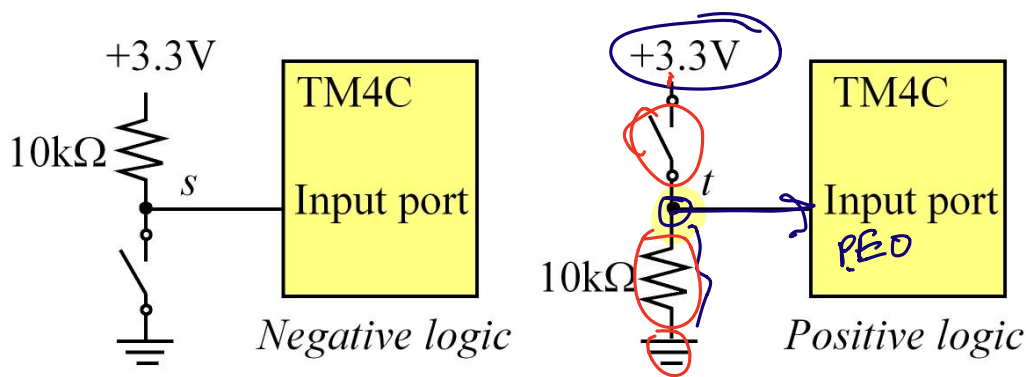 +3.3V
TM4C
10kΩ
s
Input port
Negative logic
+3.3V
TM4C
t
Input port
PE0
10kΩ
Positive logic